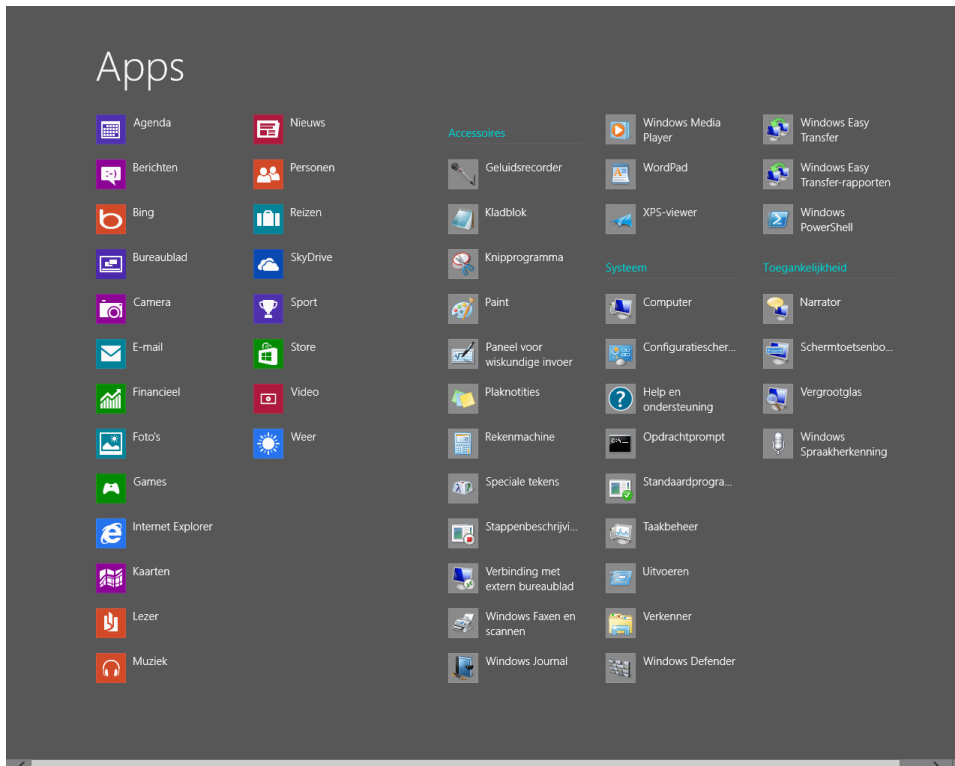 Apps
Agenda
Berichten
Bing
Bureaublad
Camera
E-mail
Financieel
Foto's
Games
Internet Explorer
Kaarten
Lezer
Muziek
Nieuws
Personen
Reizen
SkyDrive
Sport
Store
Video
Weer
Accessoires
Geluidsrecorder
Kladblok
Knipprogramma
Paint
Paneel voor
wiskundige invoer
Plaknotities
Rekenmachine
Speciale tekens
Stappenbeschrijvi...
Verbinding met
extern bureaublad
Windows Faxen en
scannen
Windows Journal
Windows Media
Player
WordPad
XPS-viewer
Systeem
Computer
Configuratiescher...
Help en
ondersteuning
Opdrachtprompt
Standaardprogra...
Taakbeheer
Uitvoeren
Verkenner
Windows Defender
Windows Easy
Transfer
Windows Easy
Transfer-rapporten
Windows
PowerShell
Toegankelijkheid
Narrator
Schermtoetsenbo...
Vergrootglas
Windows
Spraakherkenning